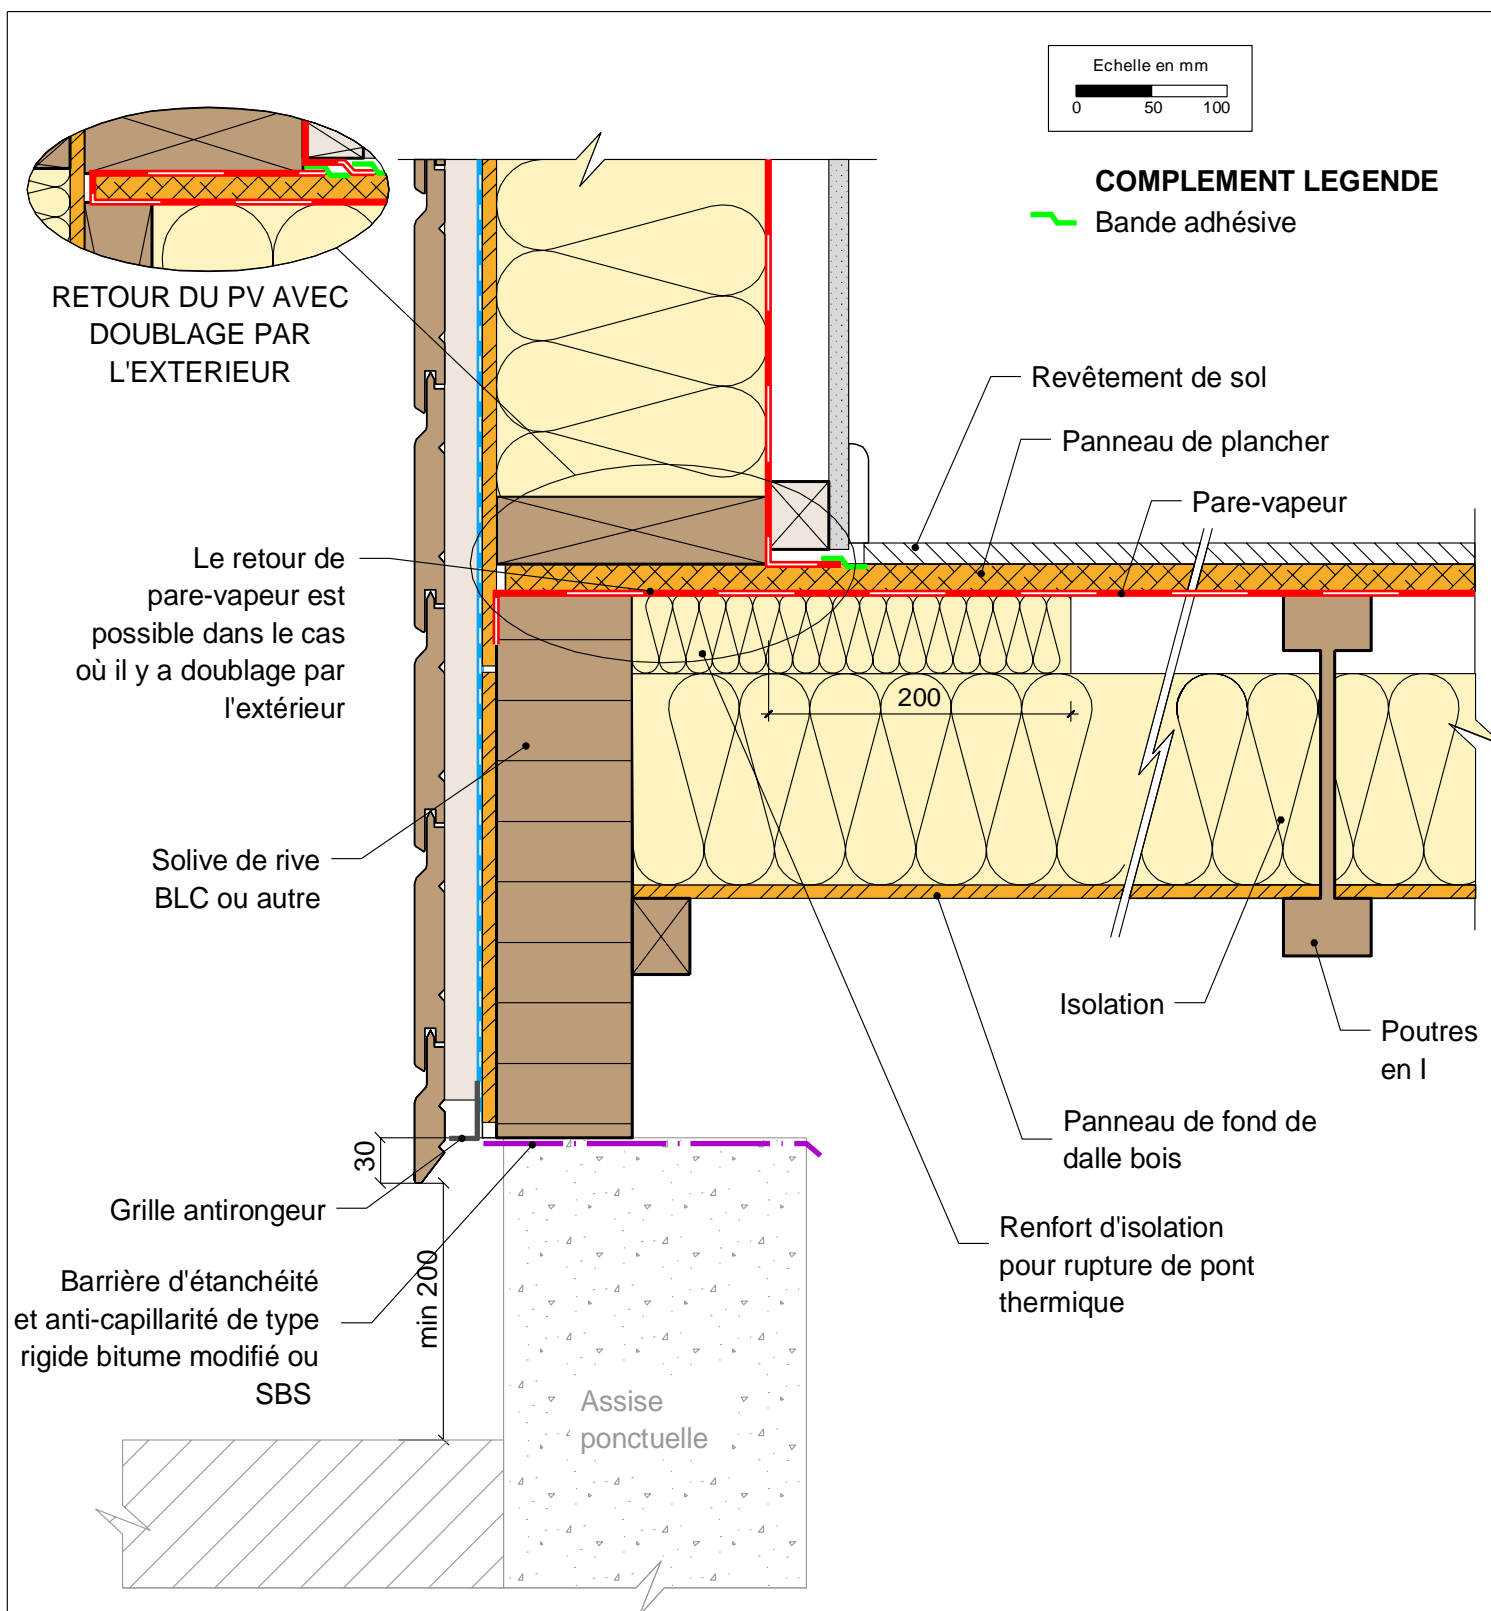 Echelle en mm
0 50 100
COMPLEMENT LEGENDE
Bande adhésive
RETOUR DU PV AVEC
DOUBLAGE PAR
L'EXTERIEUR
Revêtement de sol
Panneau de plancher
Pare-vapeur
Le retour de
pare-vapeur est
possible dans le cas
où il y a doublage par
l'extérieur
200
Solive de rive
BLC ou autre
Isolation
Poutres
en I
Panneau de fond de
dalle bois
30
Grille antirongeur
Renfort d'isolation
pour rupture de pont
thermique
min 200
Barrière d'étanchéité
et anti-capillarité de type
rigide bitume modifié ou
SBS
Assise
ponctuelle